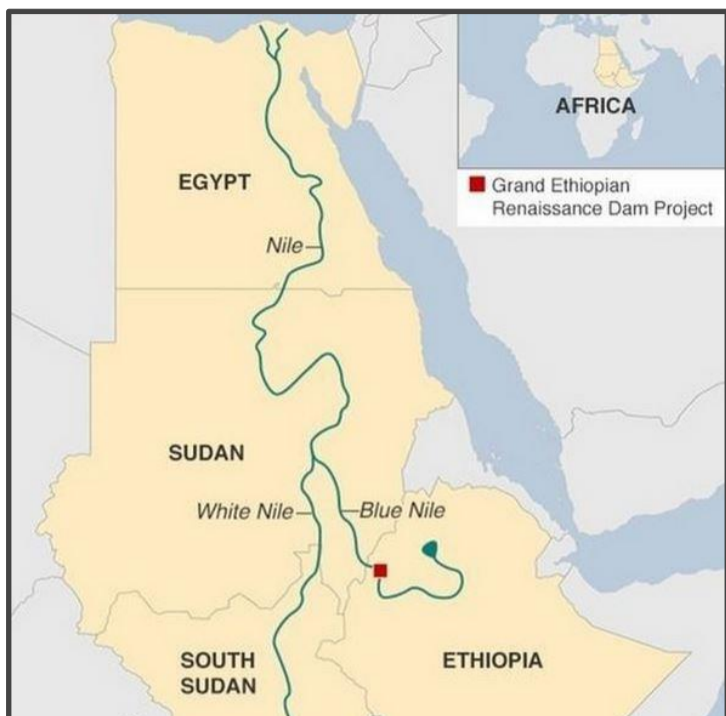 AFRICA
Grand Ethiopian
Renaissance Dam Project
EGYPT
Nile
SUDAN
White Nile
Blue Nile
SOUTH
SUDAN
ETHIOPIA